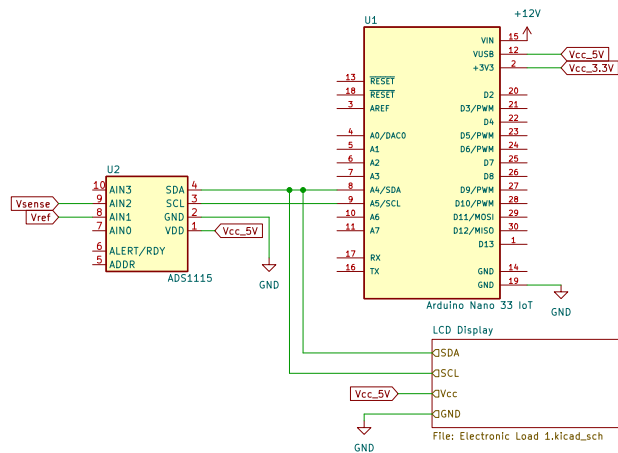 +12V
U1
VIN 15
VUSB 12
Vcc_5V
+3V3 2
Vcc_3.3V
13 RESET
18 RESET
3 AREF
D2 20
D3/PWM 21
D4 22
4 A0/DAC0
D5/PWM 23
5 A1
D6/PWM 24
6 A2
D7 25
7 A3
D8 26
8 A4/SDA
D9/PWM 27
9 A5/SCL
D10/PWM 28
10 A6
D11/MOSI 29
11 A7
D12/MISO 30
D13 1
17 RX
16 TX
GND 14
GND 19
Arduino Nano 33 IoT
GND
U2
10 AIN3
SDA 4
Vsense
9 AIN2
SCL 3
Vref
8 AIN1
GND 2
7 AIN0
VDD 1
Vcc_5V
6 ALERT/RDY
5 ADDR
ADS1115
GND
LCD Display
SDA
SCL
Vcc_5V
Vcc
GND
GND
File: Electronic Load 1.kicad_sch